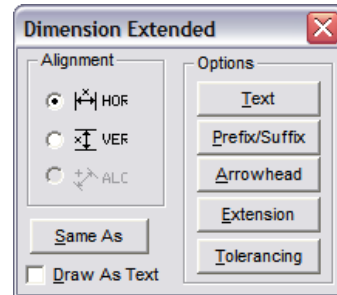 Dimension Extended
Alignment
HOR
VER
ALC
Same As
Draw As Text
Options
Text
Prefix/Suffix
Arrowhead
Extension
Tolerancing